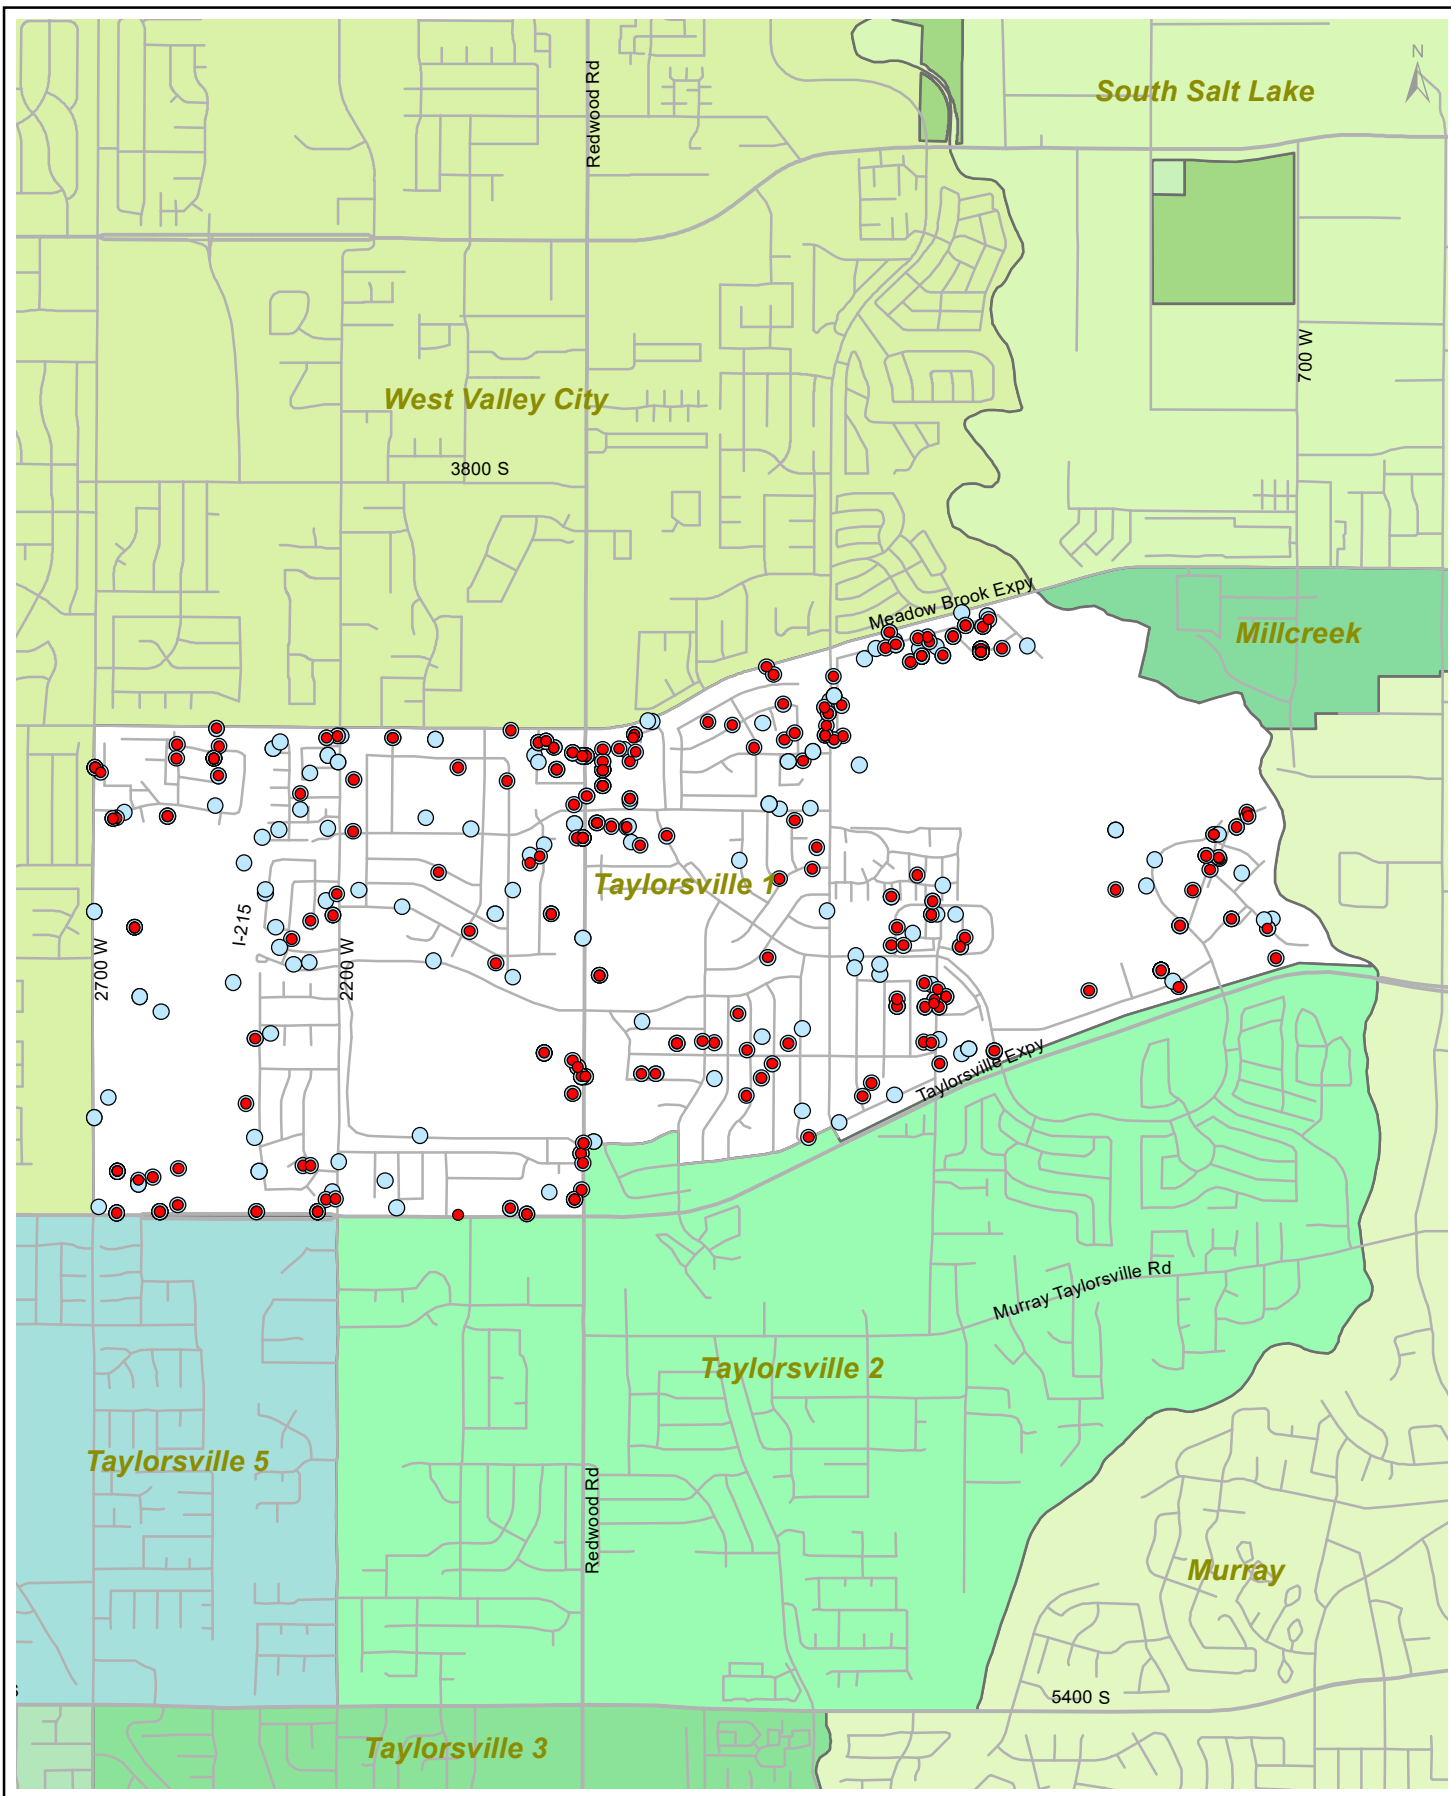 N
South Salt Lake
Redwood Rd
700 W
West Valley City
3800 S
Meadow Brook Expy
Millcreek
Taylorsville 1
I-215
2700 W
2200 W
Taylorsville Expy
Murray Taylorsville Rd
Taylorsville 2
Taylorsville 5
Redwood Rd
Murray
5400 S
Taylorsville 3